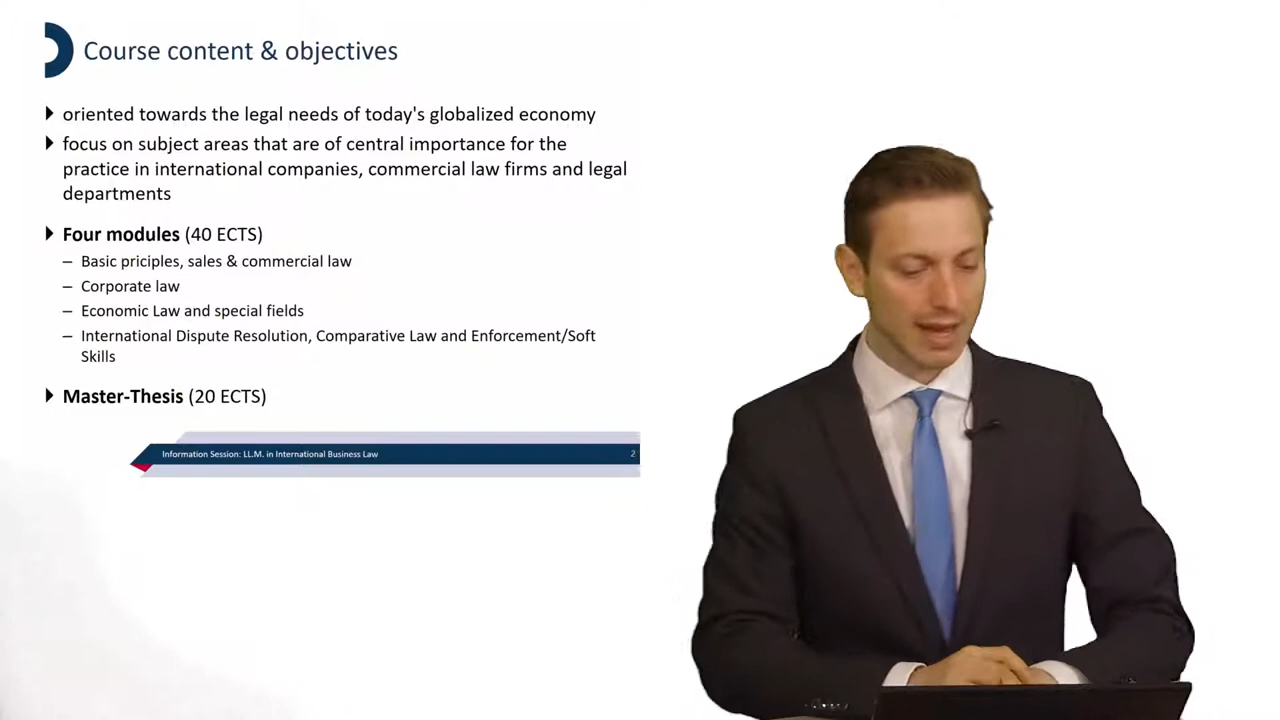 Course content & objectives
oriented towards the legal needs of today's globalized economy
focus on subject areas that are of central importance for the
practice in international companies, commercial law firms and legal
departments
Four modules (40 ECTS)
– Basic priciples, sales & commercial law
– Corporate law
– Economic Law and special fields
– International Dispute Resolution, Comparative Law and Enforcement/Soft
Skills
Master-Thesis (20 ECTS)
Information Session: LL.M. in International Business Law 2